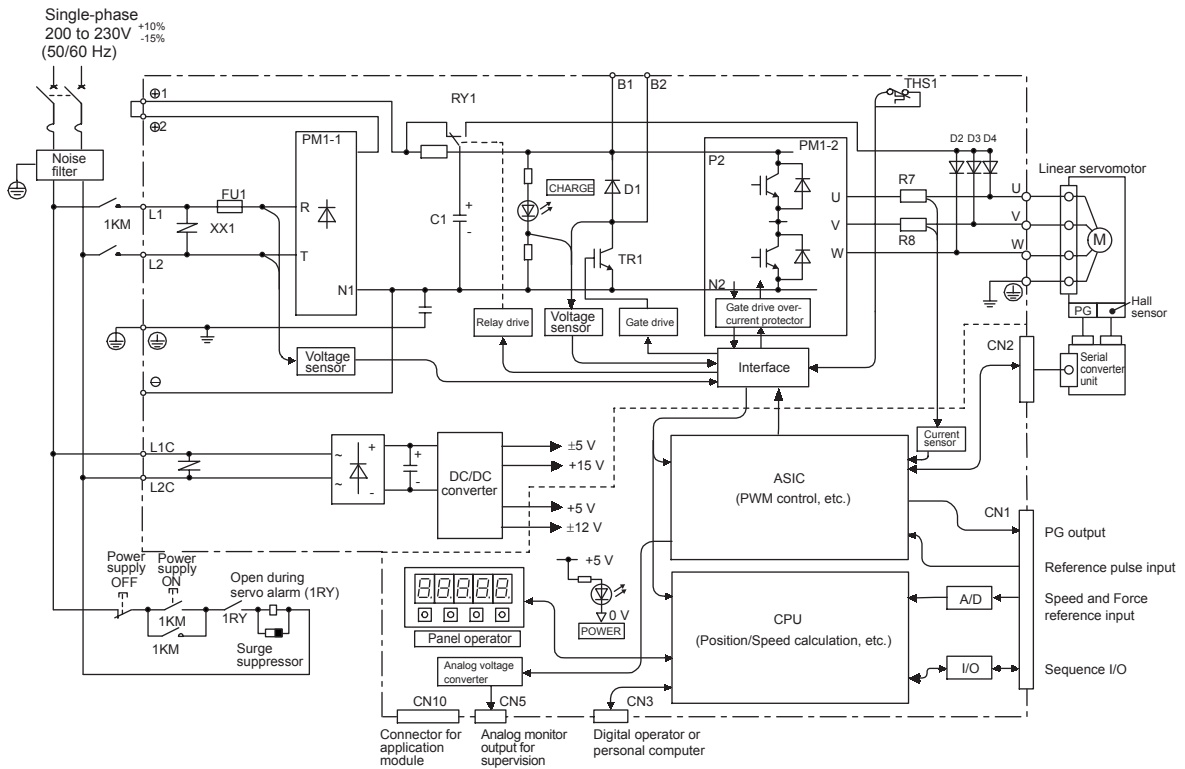 Single-phase
200 to 230V +10% -15%
(50/60 Hz)
⊕1
⊕2
RY1
B1 B2
THS1
Noise
filter
PM1-1
P2
PM1-2
D2 D3 D4
Linear servomotor
1KM
L1
FU1
XX1
R
T
L2
N1
C1
+
-
CHARGE
D1
TR1
N2
U
V
W
R7
R8
U
V
W
M
PG
Hall
sensor
Relay drive
Voltage
sensor
Gate drive
Gate drive over-
current protector
Voltage
sensor
Interface
CN2
Serial
converter
unit
⊖
L1C
L2C
~
~
+
-
+
-
DC/DC
converter
±5 V
+15 V
+5 V
±12 V
Current
sensor
ASIC
(PWM control, etc.)
CN1
PG output
Reference pulse input
Power
supply
OFF
Power
supply
ON
Open during
servo alarm (1RY)
1KM
1RY
1KM
Surge
suppressor
+5 V
0 V
POWER
8.8.8.8.8.
Panel operator
CPU
(Position/Speed calculation, etc.)
A/D
Speed and Force
reference input
I/O
Sequence I/O
Analog voltage
converter
CN10
CN5
CN3
Connector for
application
module
Analog monitor
output for
supervision
Digital operator or
personal computer